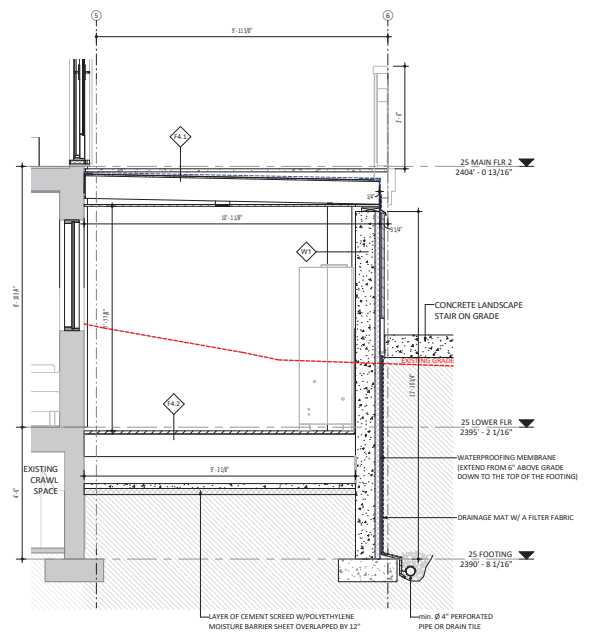 5
6
9'-11 3/8"
3'-6"
F4.1
25 MAIN FLR 2
2404' - 0 13/16"
1/4"
10'-11/8"
3 1/4"
W1
CONCRETE LANDSCAPE
STAIR ON GRADE
EXISTING GRADE
F4.2
25 LOWER FLR
2395' - 2 1/16"
EXISTING
CRAWL
SPACE
9'-3 1/8"
WATERPROOFING MEMBRANE
(EXTEND FROM 6" ABOVE GRADE
DOWN TO THE TOP OF THE FOOTING)
4'-6"
DRAINAGE MAT W/ A FILTER FABRIC
25 FOOTING
2390' - 8 1/16"
LAYER OF CEMENT SCREED W/POLYETHYLENE
MOISTURE BARRIER SHEET OVERLAPPED BY 12"
min. Ø 4" PERFORATED
PIPE OR DRAIN TILE